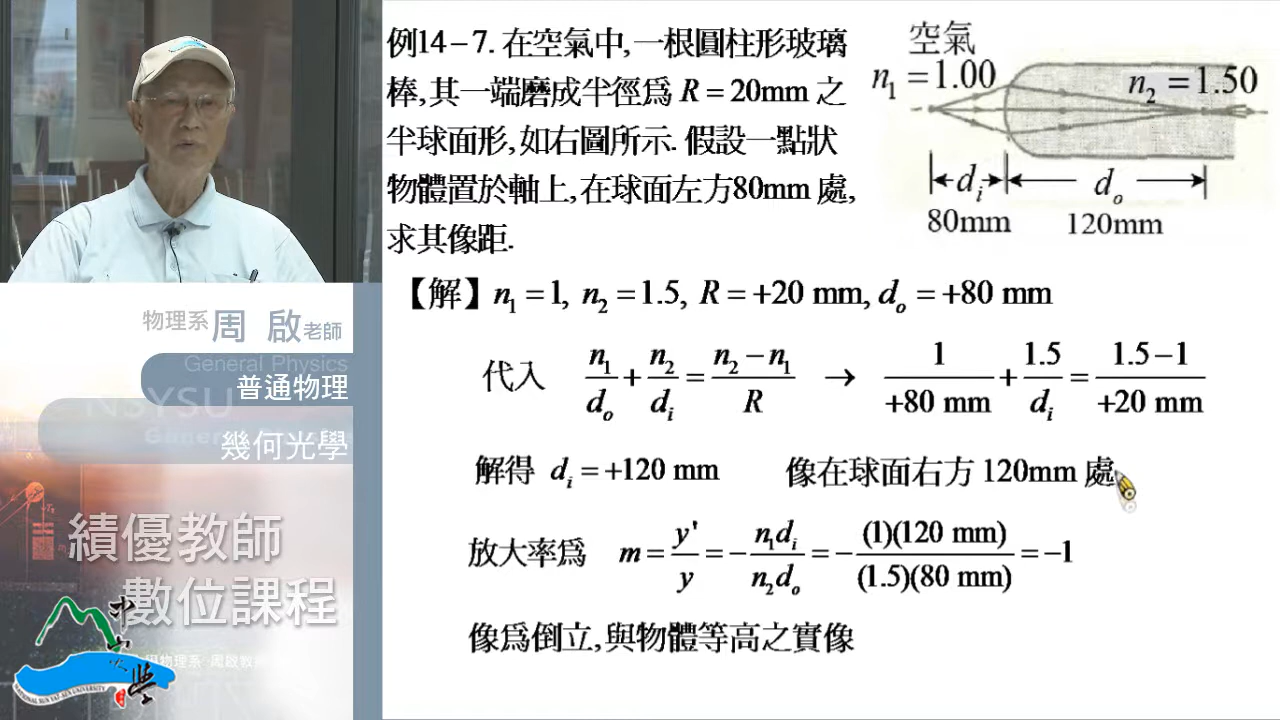 例14-7. 在空氣中,一根圓柱形玻璃
棒,其一端磨成半徑為 R = 20mm 之
半球面形,如右圖所示. 假設一點狀
物體置於軸上,在球面左方80mm 處,
求其像距.
空氣
n₁ = 1.00
n₂ = 1.50
dᵢ
dₒ
80mm
120mm
【解】n₁ = 1, n₂ = 1.5, R = +20 mm, dₒ = +80 mm
代入 n₁/dₒ + n₂/dᵢ = (n₂ − n₁)/R → 1/(+80 mm) + 1.5/dᵢ = (1.5−1)/(+20 mm)
解得 dᵢ = +120 mm 像在球面右方 120mm 處
放大率為 m = y'/y = − n₁dᵢ/n₂dₒ = − (1)(120 mm)/(1.5)(80 mm) = −1
像為倒立,與物體等高之實像
物理系 周 啟 老師
General Physics
普通物理
NSYSU
幾何光學
績優教師
數位課程
NATIONAL SUN YAT-SEN UNIVERSITY